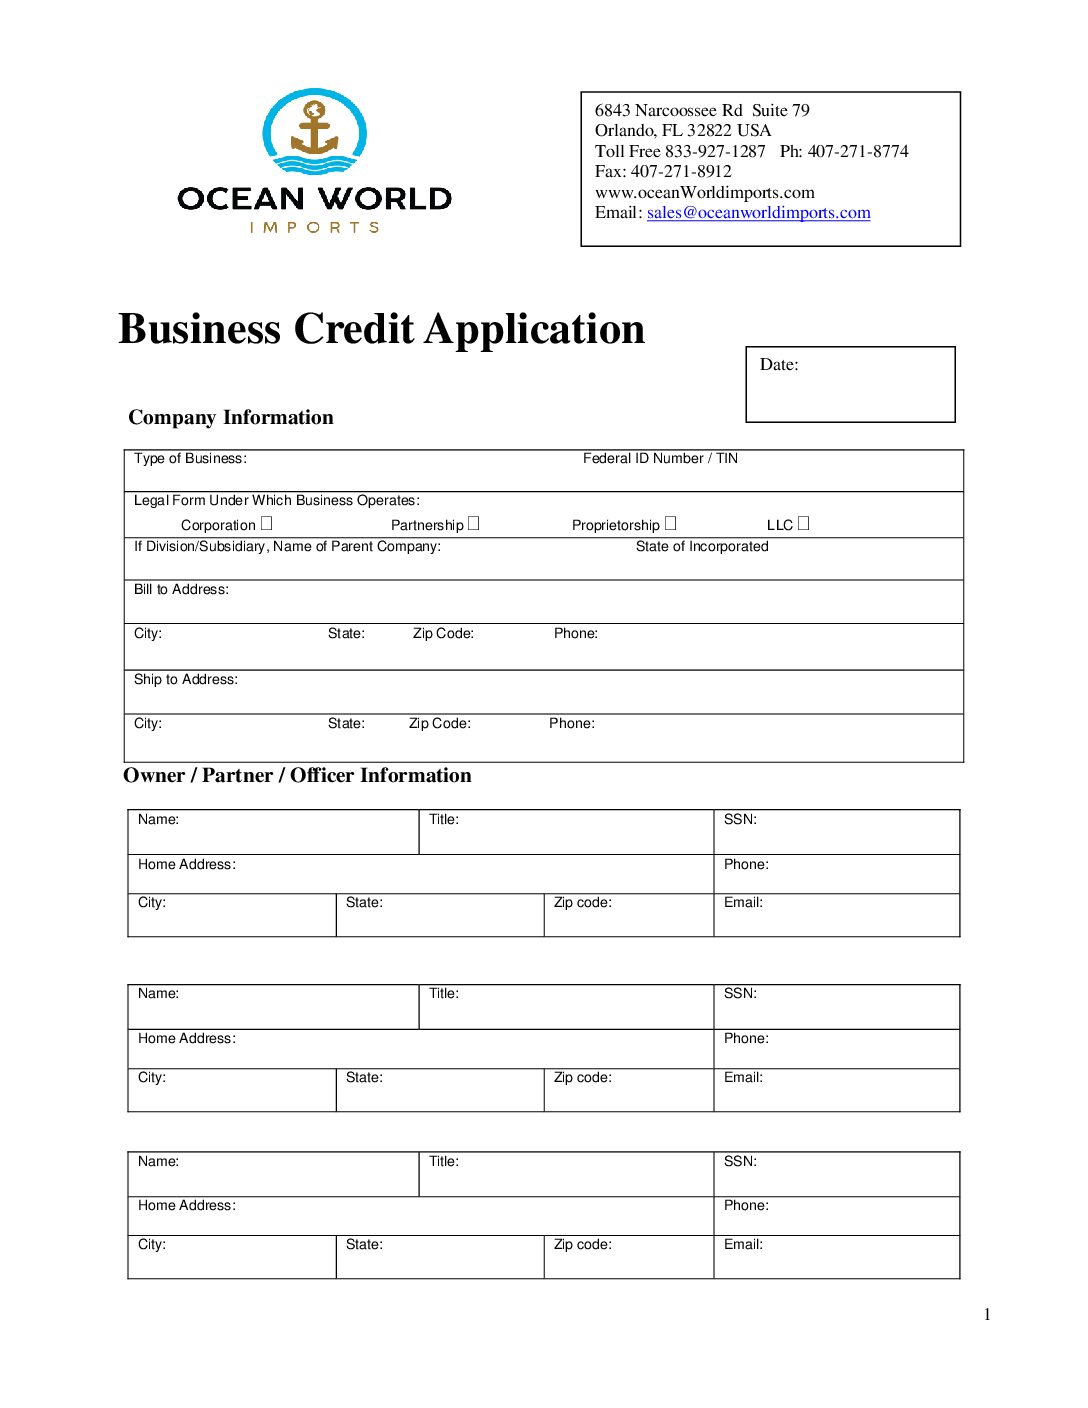 OCEAN WORLD
IMPORTS
6843 Narcoossee Rd Suite 79
Orlando, FL 32822 USA
Toll Free 833-927-1287 Ph: 407-271-8774
Fax: 407-271-8912
www.oceanWorldimports.com
Email: sales@oceanworldimports.com
Business Credit Application
Date:
Company Information
Type of Business: Federal ID Number / TIN
Legal Form Under Which Business Operates:
Corporation ☐ Partnership ☐ Proprietorship ☐ LLC ☐
If Division/Subsidiary, Name of Parent Company: State of Incorporated
Bill to Address:
City: State: Zip Code: Phone:
Ship to Address:
City: State: Zip Code: Phone:
Owner / Partner / Officer Information
Name: Title: SSN:
Home Address: Phone:
City: State: Zip code: Email:
Name: Title: SSN:
Home Address: Phone:
City: State: Zip code: Email:
Name: Title: SSN:
Home Address: Phone:
City: State: Zip code: Email:
1